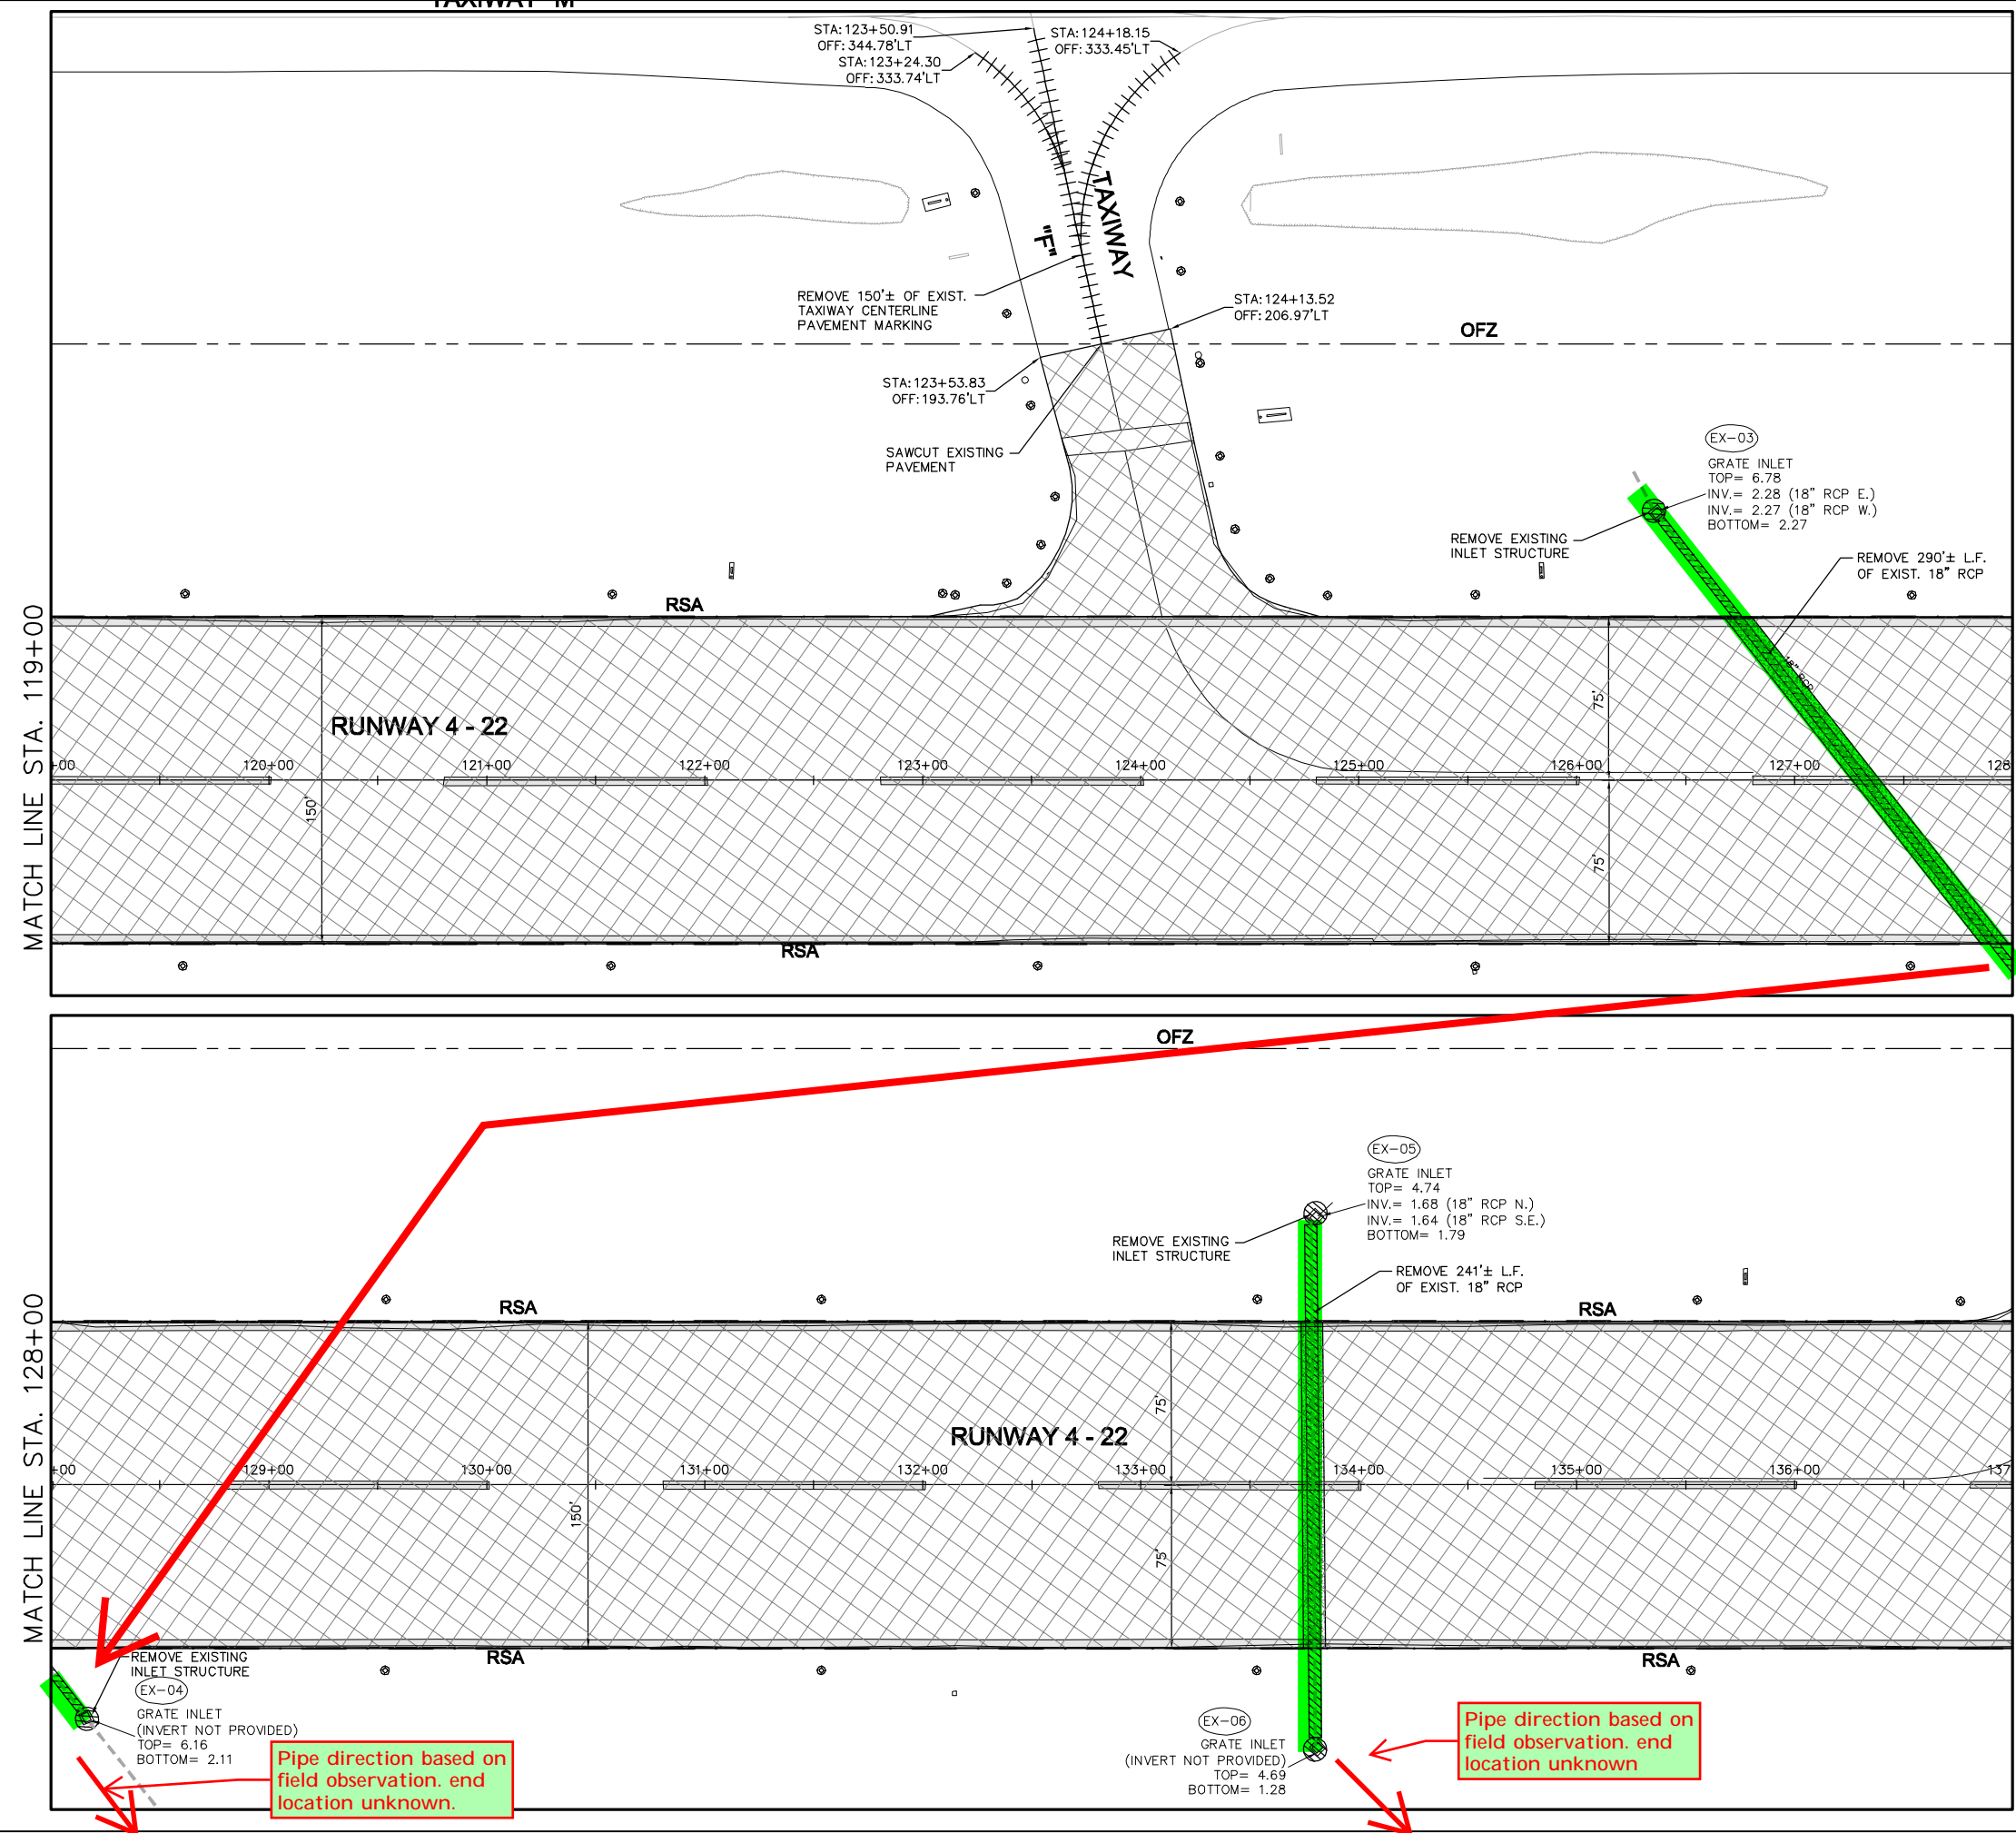 TAXIWAY "M"
STA:123+50.91
OFF:344.78'LT
STA:123+24.30
OFF:333.74'LT
STA:124+18.15
OFF:333.45'LT
TAXIWAY
"F"
REMOVE 150'± OF EXIST.
TAXIWAY CENTERLINE
PAVEMENT MARKING
STA:124+13.52
OFF:206.97'LT
OFZ
STA:123+53.83
OFF:193.76'LT
SAWCUT EXISTING
PAVEMENT
EX-03
GRATE INLET
TOP= 6.78
INV.= 2.28 (18" RCP E.)
INV.= 2.27 (18" RCP W.)
BOTTOM= 2.27
REMOVE EXISTING
INLET STRUCTURE
REMOVE 290'± L.F.
OF EXIST. 18" RCP
MATCH LINE STA. 119+00
RSA
18" RCP
75'
RUNWAY 4 - 22
+00
120+00
121+00
122+00
123+00
124+00
125+00
126+00
127+00
128
150'
75'
RSA
OFZ
EX-05
GRATE INLET
TOP= 4.74
INV.= 1.68 (18" RCP N.)
INV.= 1.64 (18" RCP S.E.)
BOTTOM= 1.79
REMOVE EXISTING
INLET STRUCTURE
REMOVE 241'± L.F.
OF EXIST. 18" RCP
MATCH LINE STA. 128+00
RSA
RSA
75'
RUNWAY 4 - 22
+00
129+00
130+00
131+00
132+00
133+00
134+00
135+00
136+00
137
150'
75'
RSA
RSA
REMOVE EXISTING
INLET STRUCTURE
EX-04
GRATE INLET
(INVERT NOT PROVIDED)
TOP= 6.16
BOTTOM= 2.11
Pipe direction based on
field observation. end
location unknown.
EX-06
GRATE INLET
(INVERT NOT PROVIDED)
TOP= 4.69
BOTTOM= 1.28
Pipe direction based on
field observation. end
location unknown